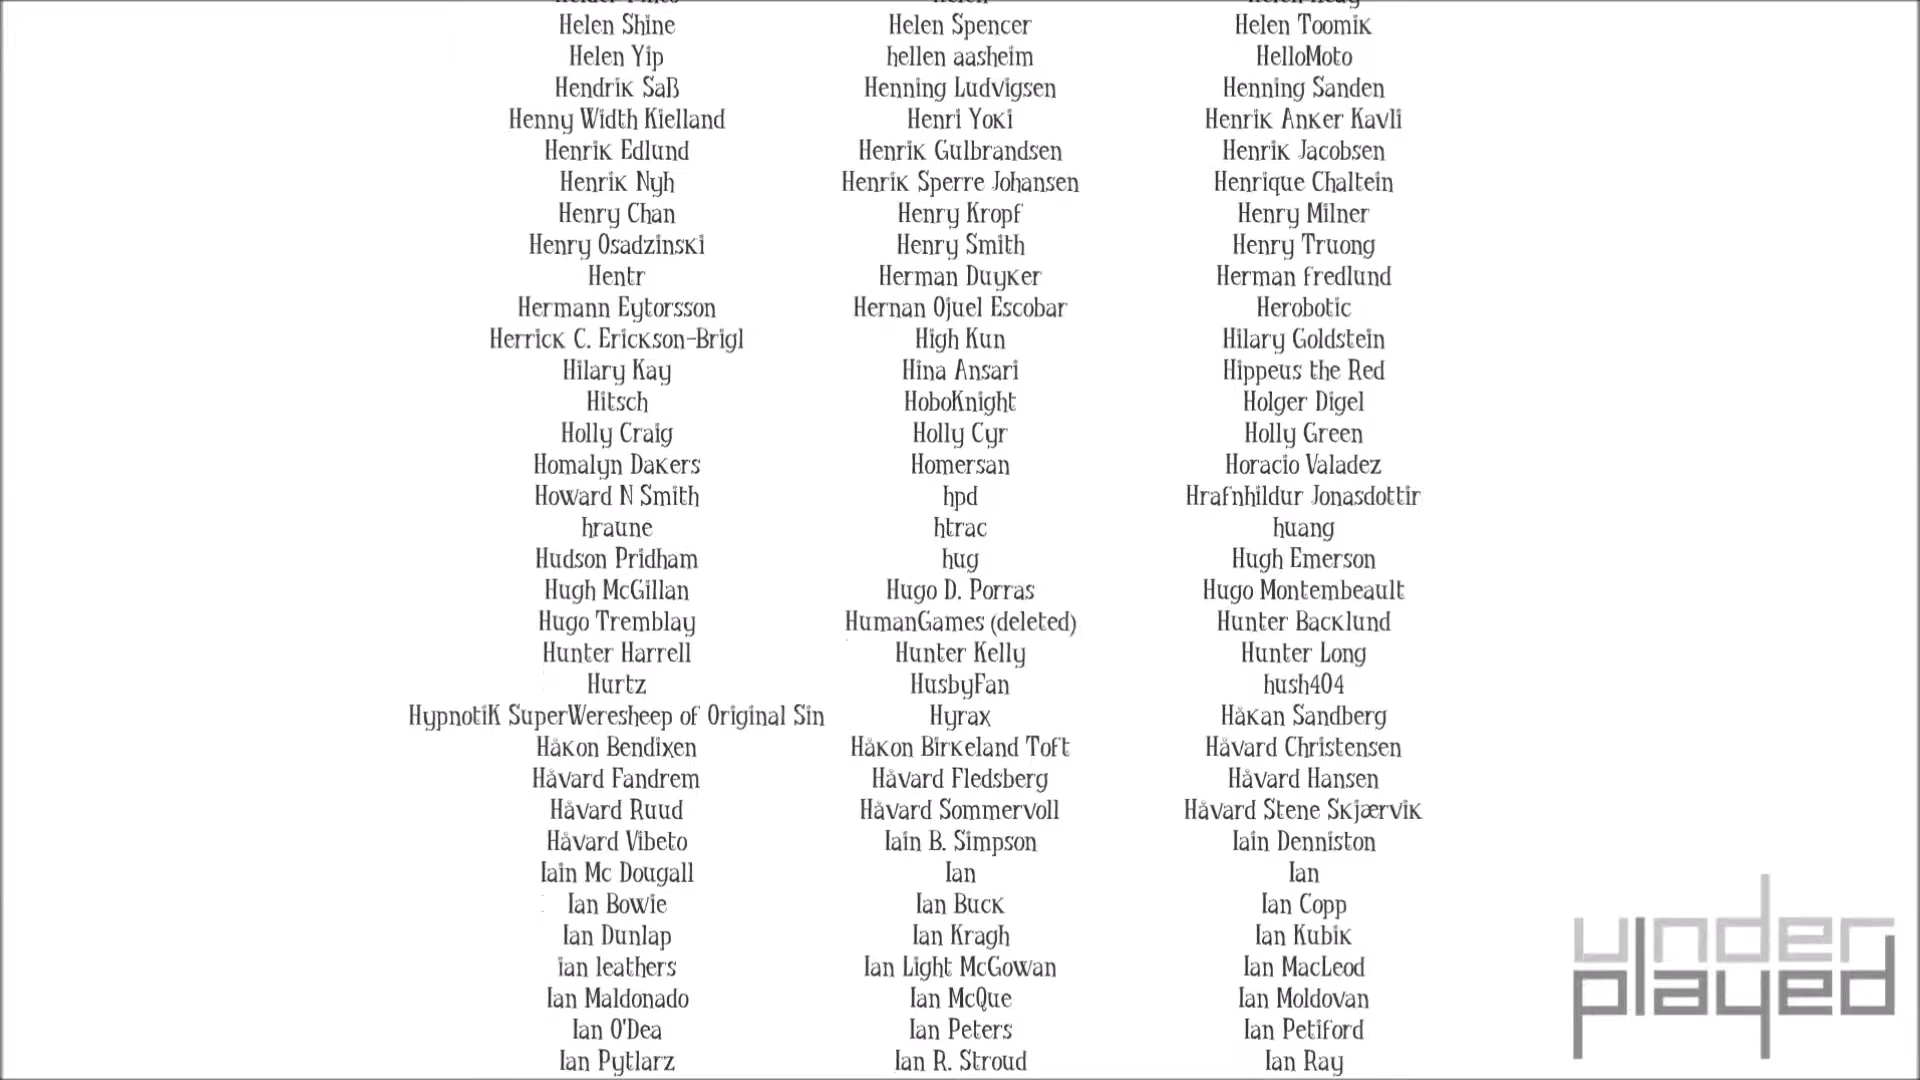 Helen Shine Helen Spencer Helen Toomik
Helen Yip hellen aasheim HelloMoto
Hendrik Saß Henning Ludvigsen Henning Sanden
Henny Width Kielland Henri Yoki Henrik Anker Kavli
Henrik Edlund Henrik Gulbrandsen Henrik Jacobsen
Henrik Nyh Henrik Sperre Johansen Henrique Chaltein
Henry Chan Henry Kropf Henry Milner
Henry Osadzinski Henry Smith Henry Truong
Hentr Herman Duyker Herman fredlund
Hermann Eytorsson Hernan Ojuel Escobar Herobotic
Herrick C. Erickson-Brigl High Kun Hilary Goldstein
Hilary Kay Hina Ansari Hippeus the Red
Hitsch HoboKnight Holger Digel
Holly Craig Holly Cyr Holly Green
Homalyn Dakers Homersan Horacio Valadez
Howard N Smith hpd Hrafnhildur Jonasdottir
hraune htrac huang
Hudson Pridham hug Hugh Emerson
Hugh McGillan Hugo D. Porras Hugo Montembeault
Hugo Tremblay HumanGames (deleted) Hunter Backlund
Hunter Harrell Hunter Kelly Hunter Long
Hurtz HusbyFan hush404
HypnotiK SuperWeresheep of Original Sin Hyrax Håkan Sandberg
Håkon Bendixen Håkon Birkeland Toft Håvard Christensen
Håvard Fandrem Håvard Fledsberg Håvard Hansen
Håvard Ruud Håvard Sommervoll Håvard Stene Skjærvik
Håvard Vibeto Iain B. Simpson Iain Denniston
Iain Mc Dougall Ian Ian
Ian Bowie Ian Buck Ian Copp
Ian Dunlap Ian Kragh Ian Kubik
ian leathers Ian Light McGowan Ian MacLeod
Ian Maldonado Ian McQue Ian Moldovan
Ian O'Dea Ian Peters Ian Petiford
Ian Pytlarz Ian R. Stroud Ian Ray
under
played